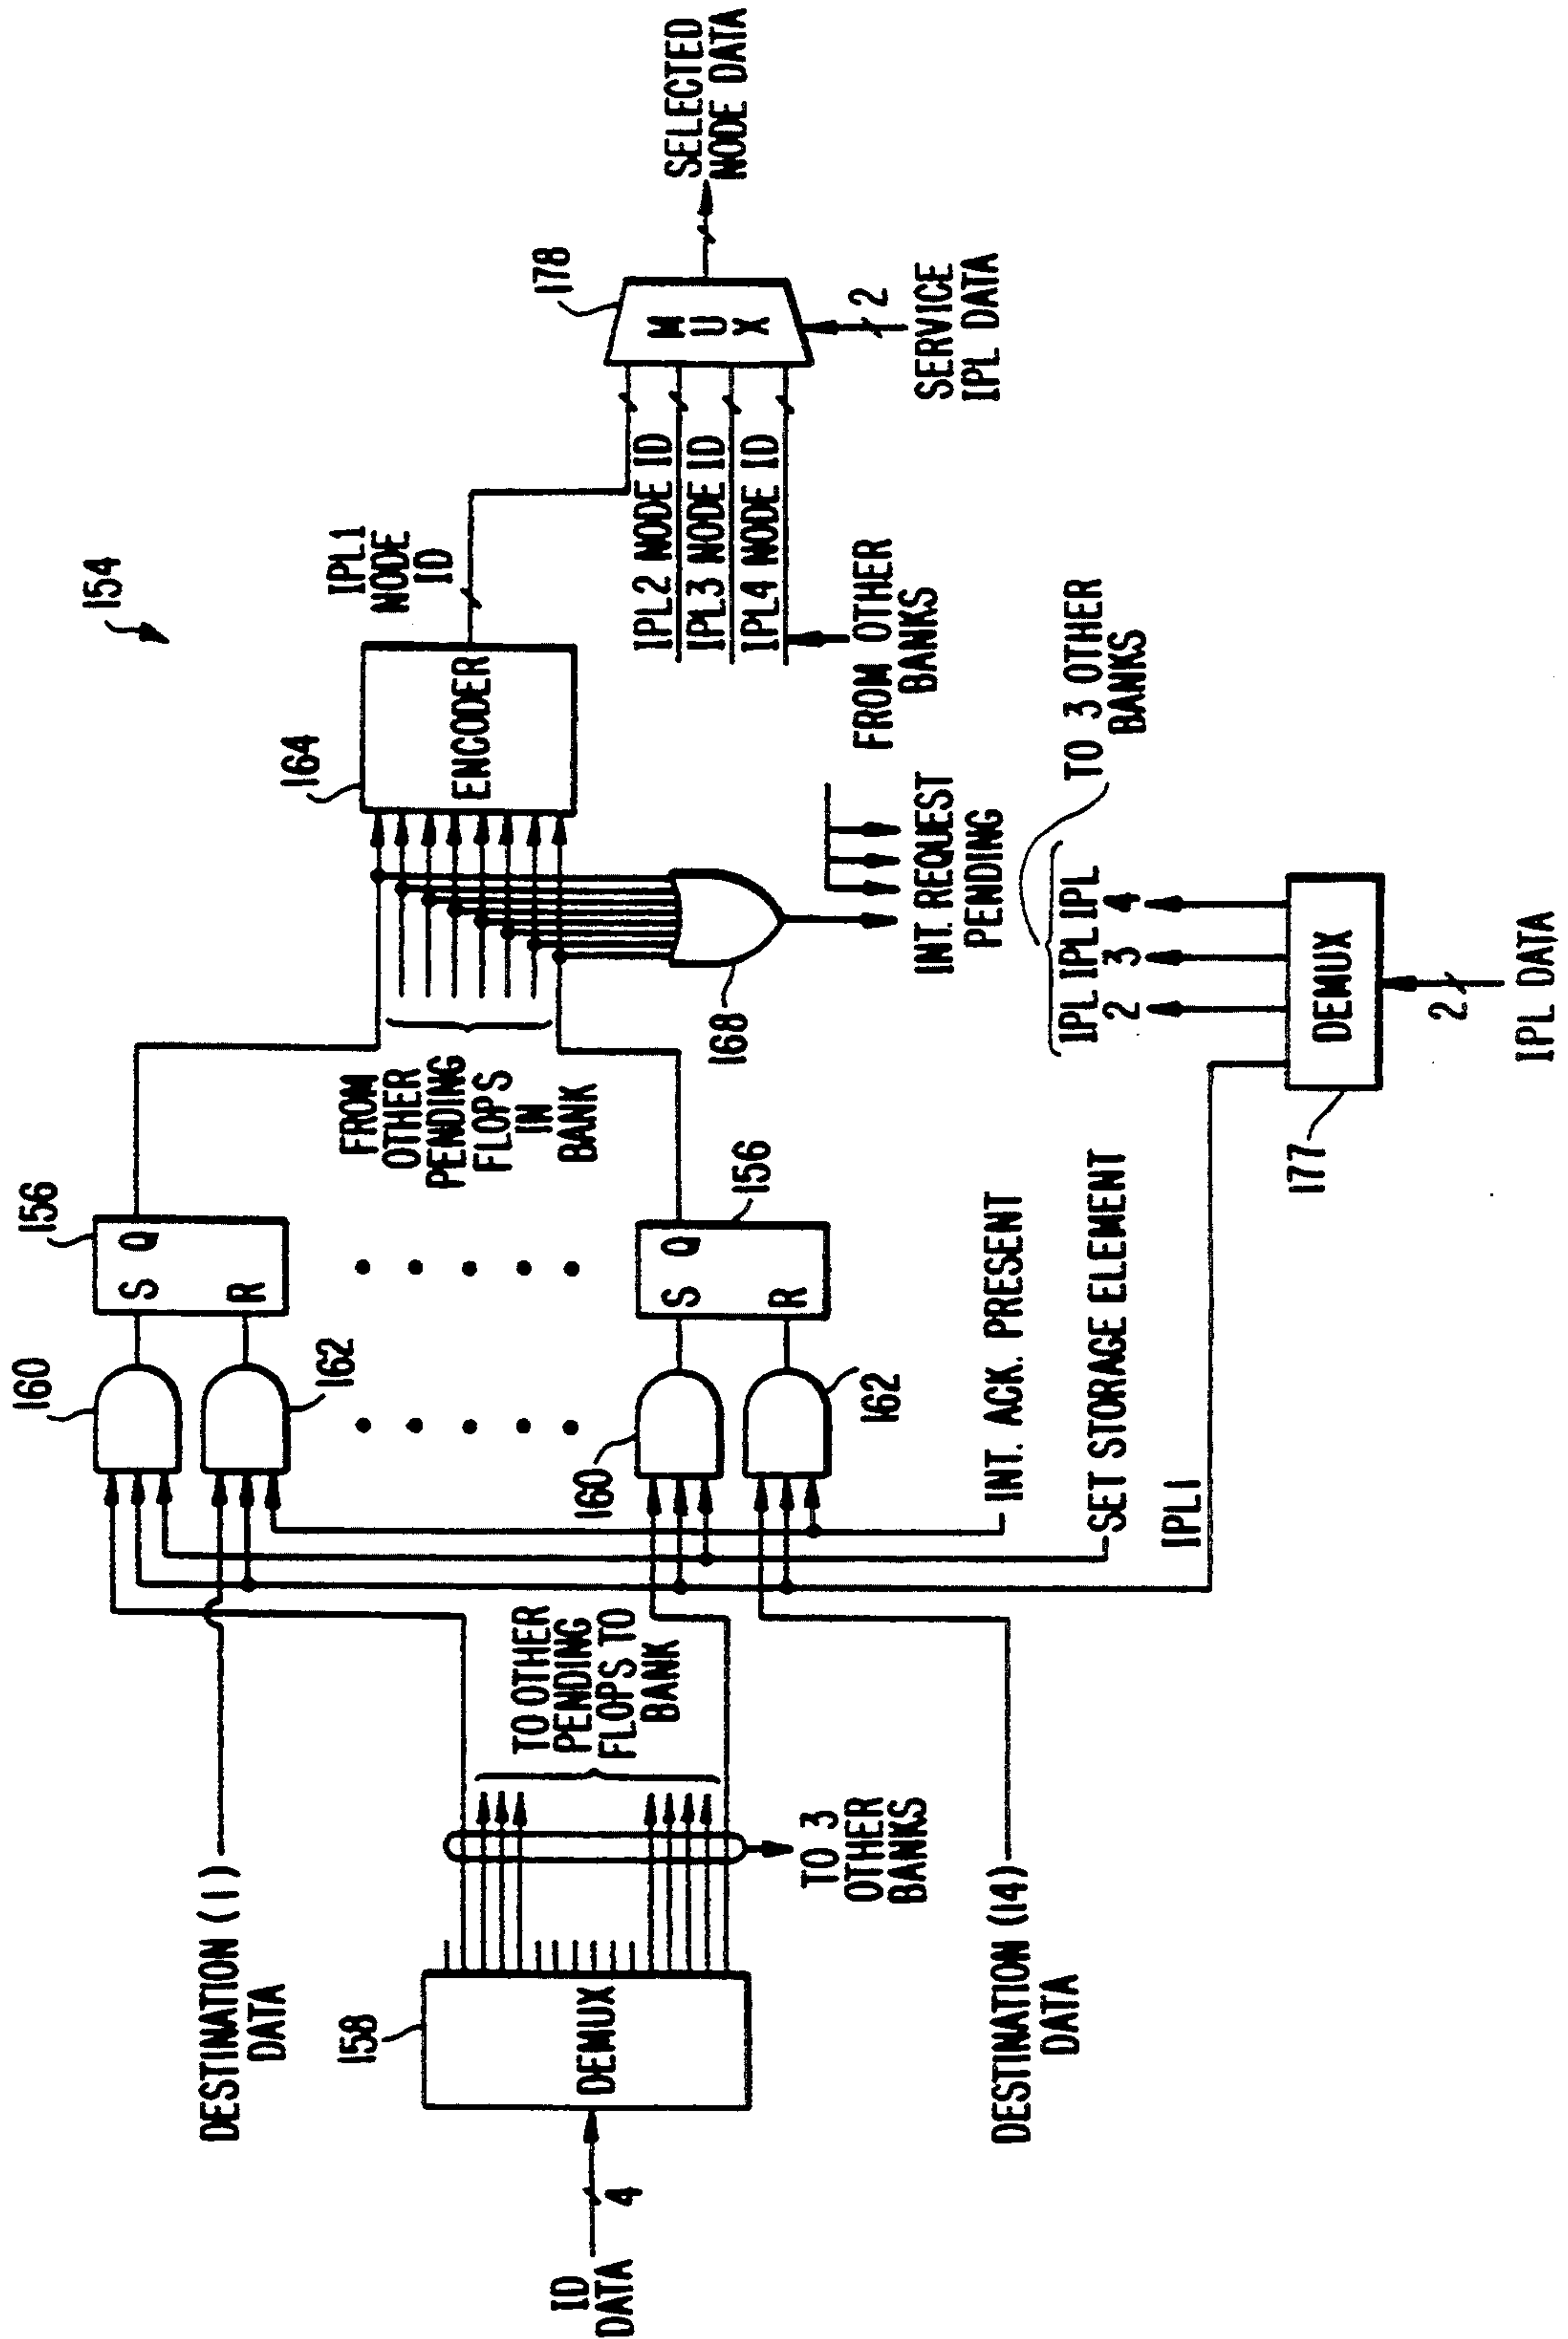 154
DESTINATION (1)
DATA
160
156
162
ID
DATA
4
158
DEMUX
TO OTHER
PENDING
FLOPS TO
BANK
TO 3
OTHER
BANKS
S Q
R
FROM
OTHER
PENDING
FLOPS
IN
BANK
164
ENCODER
IPL1
NODE
ID
168
IPL2 NODE ID
IPL3 NODE ID
IPL4 NODE ID
FROM OTHER
BANKS
178
MUX
2
SERVICE
IPL DATA
SELECTED
NODE DATA
160
162
156
S Q
R
DESTINATION (14)
DATA
INT. ACK. PRESENT
SET STORAGE ELEMENT
IPL1
INT. REQUEST
PENDING
TO 3 OTHER
BANKS
IPL IPL IPL
2 3 4
177
DEMUX
2
IPL DATA